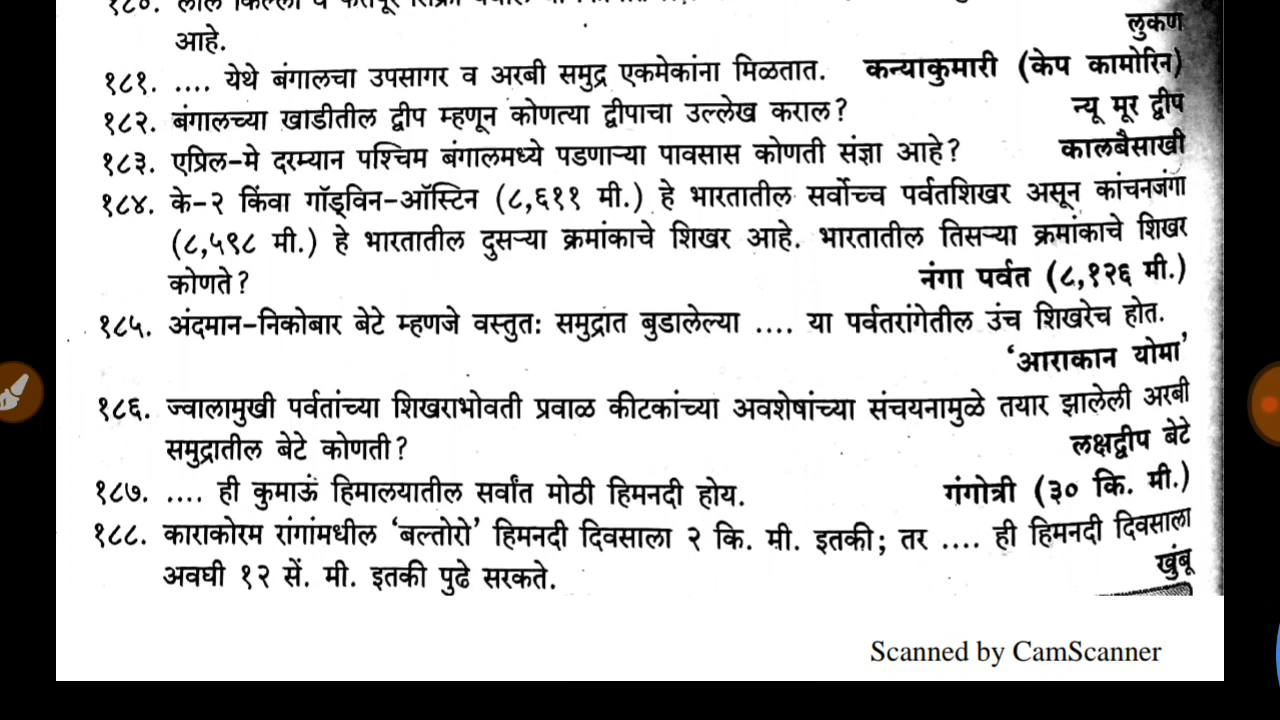 लुकण
आहे.
१८१. .... येथे बंगालचा उपसागर व अरबी समुद्र एकमेकांना मिळतात. कन्याकुमारी (केप कामोरिन)
१८२. बंगालच्या खाडीतील द्वीप म्हणून कोणत्या द्वीपाचा उल्लेख कराल? न्यू मूर द्वीप
१८३. एप्रिल-मे दरम्यान पश्चिम बंगालमध्ये पडणाऱ्या पावसास कोणती संज्ञा आहे? कालबैसाखी
१८४. के-२ किंवा गॉड्विन-ऑस्टिन (८,६११ मी.) हे भारतातील सर्वोच्च पर्वतशिखर असून कांचनजंगा
(८,५९८ मी.) हे भारतातील दुसऱ्या क्रमांकाचे शिखर आहे. भारतातील तिसऱ्या क्रमांकाचे शिखर
कोणते? नंगा पर्वत (८,१२६ मी.)
१८५. अंदमान-निकोबार बेटे म्हणजे वस्तुतः समुद्रात बुडालेल्या .... या पर्वतरांगेतील उंच शिखरेच होत.
'आराकान योमा'
१८६. ज्वालामुखी पर्वतांच्या शिखराभोवती प्रवाळ कीटकांच्या अवशेषांच्या संचयनामुळे तयार झालेली अरबी
समुद्रातील बेटे कोणती? लक्षद्वीप बेटे
१८७. .... ही कुमाऊं हिमालयातील सर्वांत मोठी हिमनदी होय. गंगोत्री (३० कि. मी.)
१८८. काराकोरम रांगांमधील 'बल्तोरो' हिमनदी दिवसाला २ कि. मी. इतकी; तर .... ही हिमनदी दिवसाला
अवघी १२ सें. मी. इतकी पुढे सरकते. खुंबू
Scanned by CamScanner